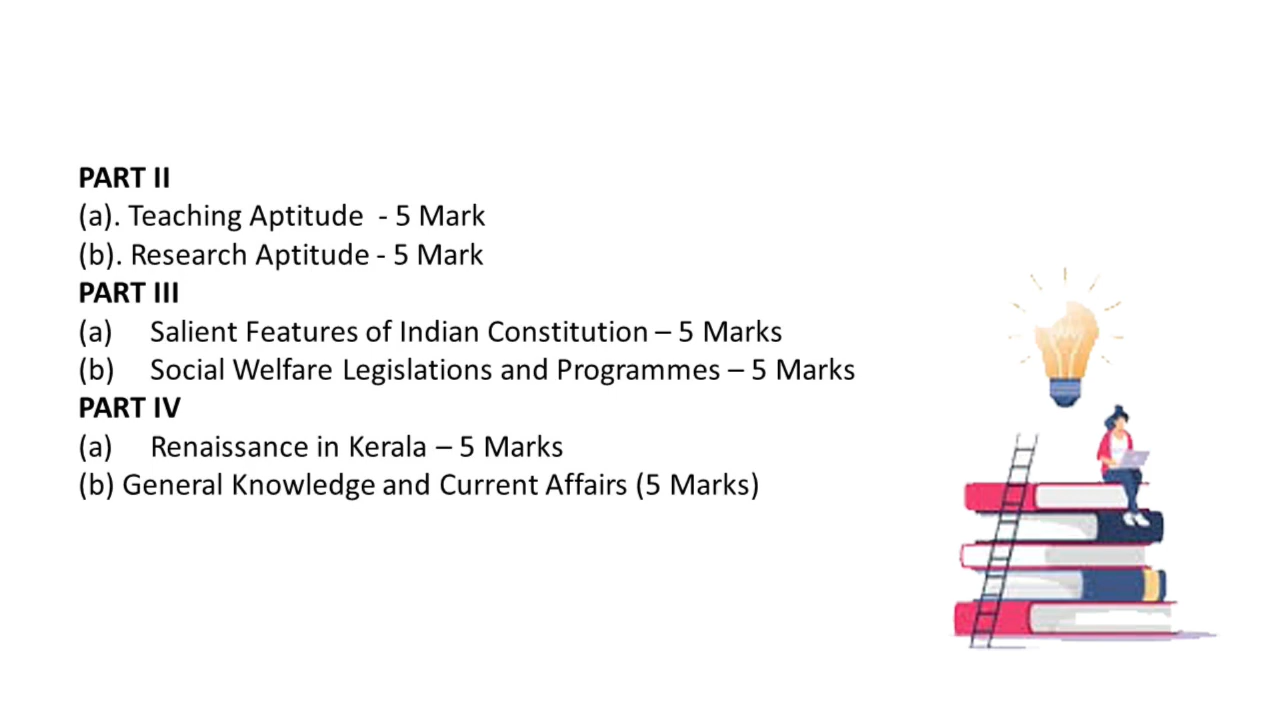 PART II
(a). Teaching Aptitude - 5 Mark
(b). Research Aptitude - 5 Mark
PART III
(a) Salient Features of Indian Constitution – 5 Marks
(b) Social Welfare Legislations and Programmes – 5 Marks
PART IV
(a) Renaissance in Kerala – 5 Marks
(b) General Knowledge and Current Affairs (5 Marks)